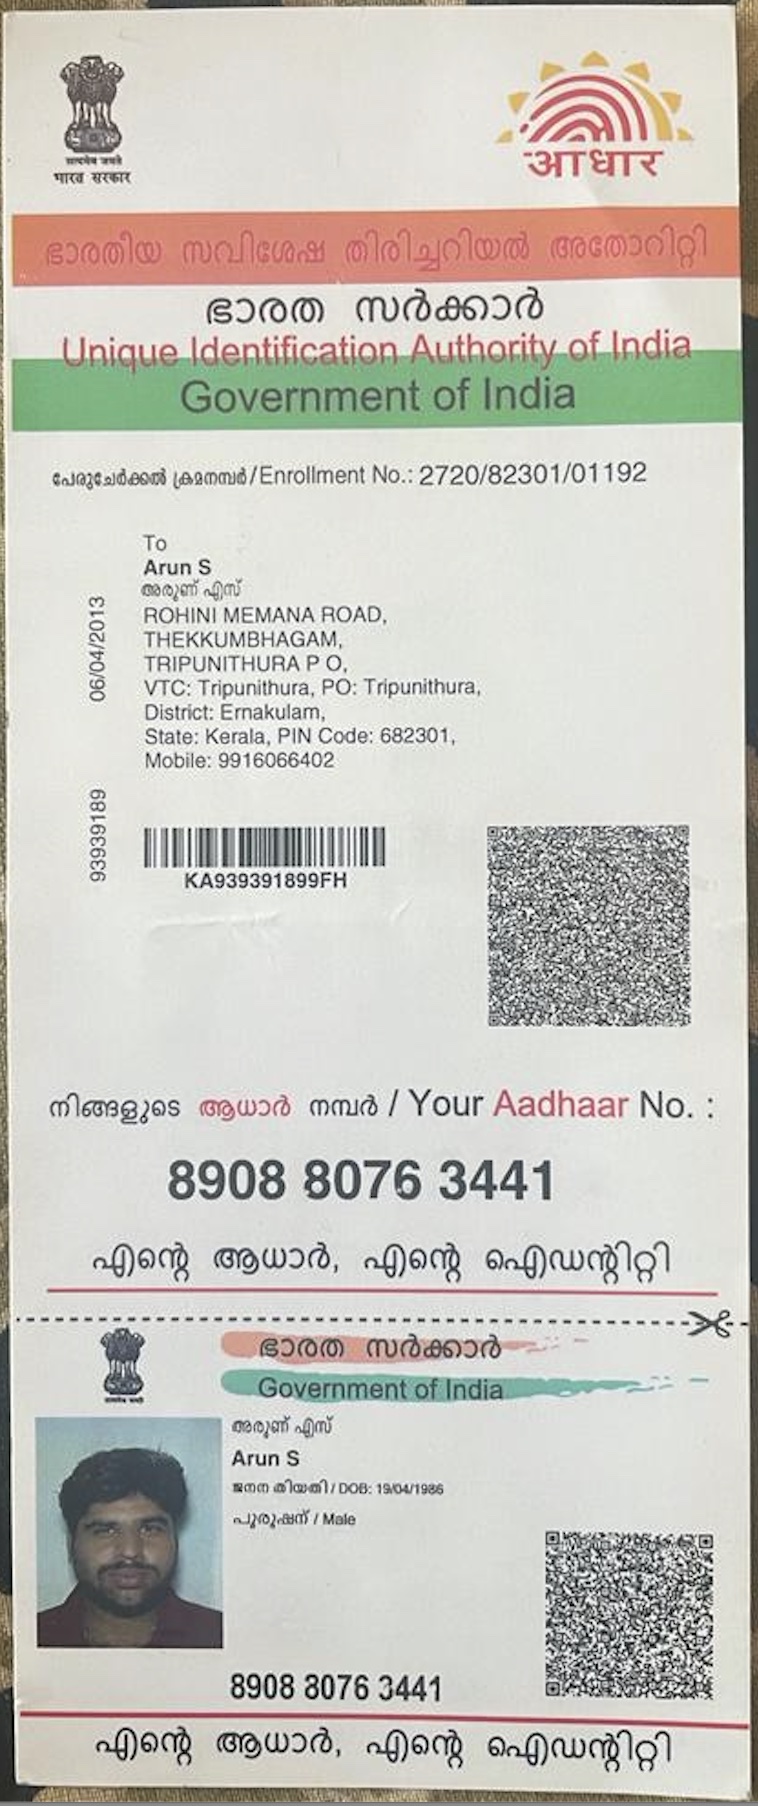 सत्यमेव जयते
भारत सरकार
आधार
ഭാരതീയ സവിശേഷ തിരിച്ചറിയൽ അതോറിറ്റി
ഭാരത സർക്കാർ
Unique Identification Authority of India
Government of India
പേരുചേർക്കൽ ക്രമനമ്പർ/Enrollment No.: 2720/82301/01192
To
Arun S
അരുണ് എസ്
ROHINI MEMANA ROAD,
THEKKUMBHAGAM,
TRIPUNITHURA P O,
VTC: Tripunithura, PO: Tripunithura,
District: Ernakulam,
State: Kerala, PIN Code: 682301,
Mobile: 9916066402
06/04/2013
93939189
KA939391899FH
നിങ്ങളുടെ ആധാർ നമ്പർ / Your Aadhaar No. :
8908 8076 3441
എന്റെ ആധാർ, എന്റെ ഐഡന്റിറ്റി
ഭാരത സർക്കാർ
Government of India
അരുണ് എസ്
Arun S
ജനന തിയതി / DOB: 19/04/1986
പുരുഷന് / Male
8908 8076 3441
എന്റെ ആധാർ, എന്റെ ഐഡന്റിറ്റി